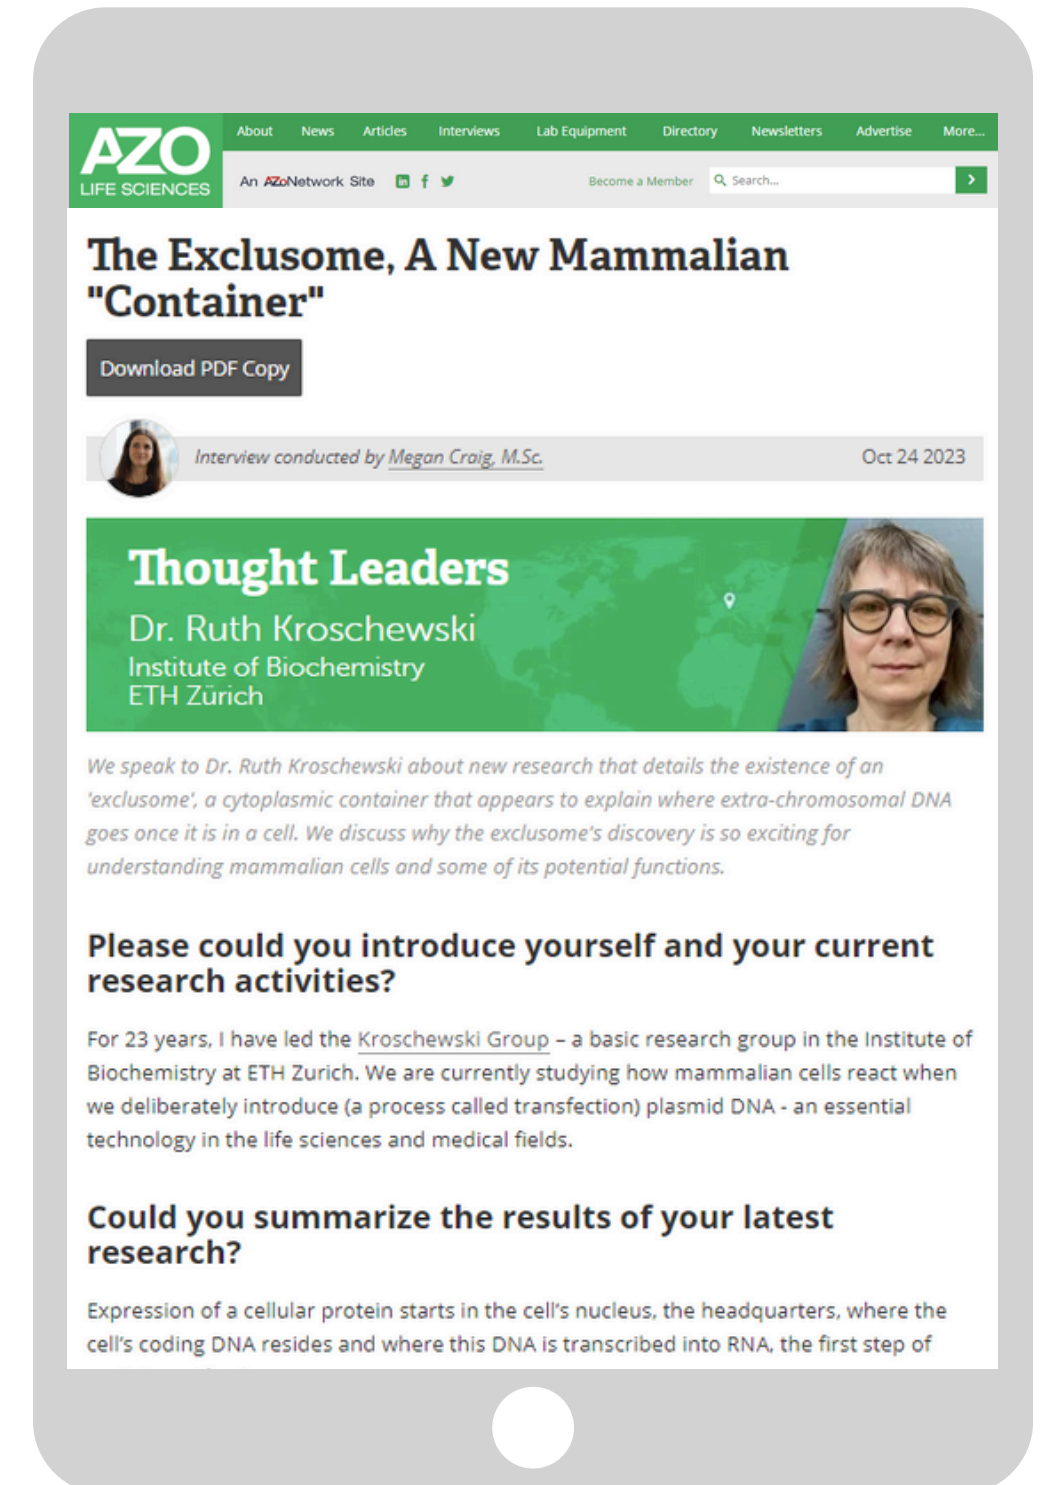 AZO
LIFE SCIENCES
About News Articles Interviews Lab Equipment Directory Newsletters Advertise More...
An AZoNetwork Site
Become a Member
Search...
The Exclusome, A New Mammalian
"Container"
Download PDF Copy
Interview conducted by Megan Craig, M.Sc.
Oct 24 2023
Thought Leaders
Dr. Ruth Kroschewski
Institute of Biochemistry
ETH Zürich
We speak to Dr. Ruth Kroschewski about new research that details the existence of an
'exclusome', a cytoplasmic container that appears to explain where extra-chromosomal DNA
goes once it is in a cell. We discuss why the exclusome's discovery is so exciting for
understanding mammalian cells and some of its potential functions.
Please could you introduce yourself and your current
research activities?
For 23 years, I have led the Kroschewski Group – a basic research group in the Institute of
Biochemistry at ETH Zurich. We are currently studying how mammalian cells react when
we deliberately introduce (a process called transfection) plasmid DNA - an essential
technology in the life sciences and medical fields.
Could you summarize the results of your latest
research?
Expression of a cellular protein starts in the cell's nucleus, the headquarters, where the
cell's coding DNA resides and where this DNA is transcribed into RNA, the first step of